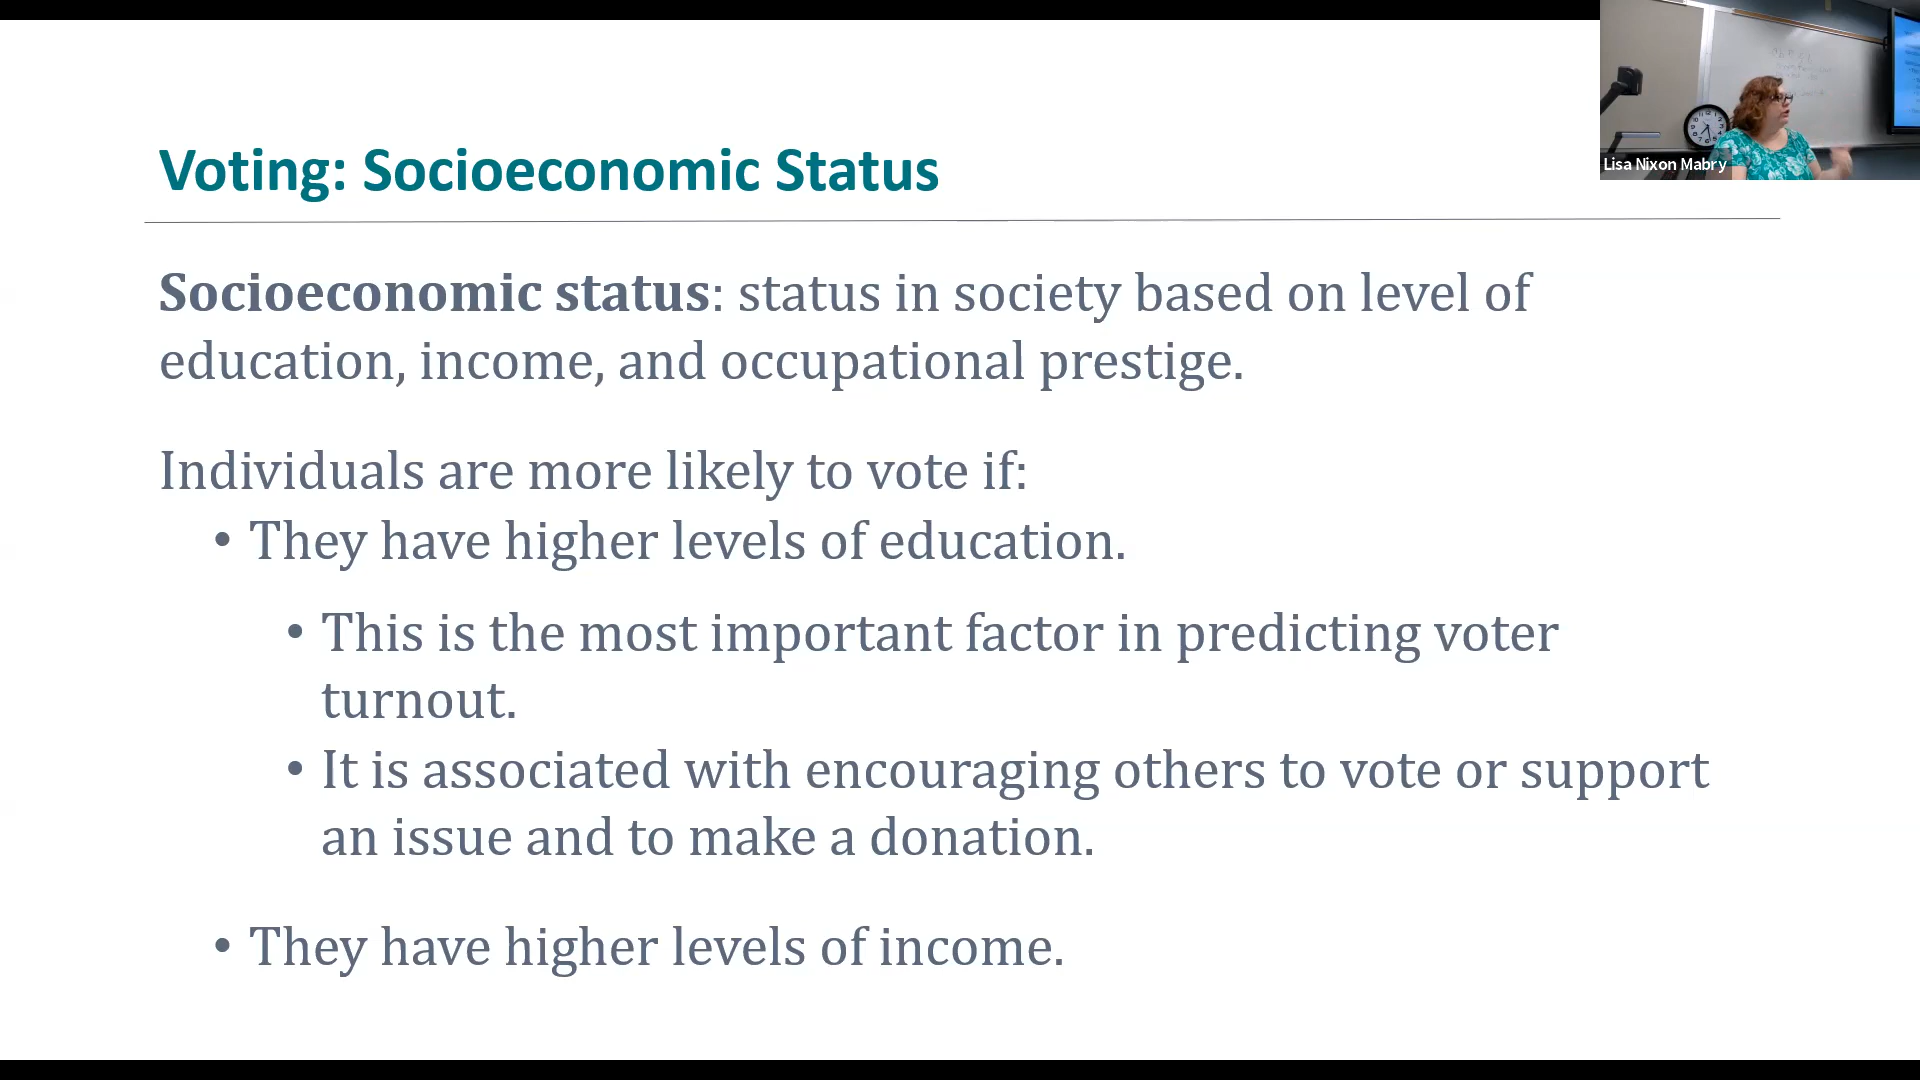 Voting: Socioeconomic Status
Lisa Nixon Mabry
Socioeconomic status: status in society based on level of
education, income, and occupational prestige.
Individuals are more likely to vote if:
• They have higher levels of education.
• This is the most important factor in predicting voter
turnout.
• It is associated with encouraging others to vote or support
an issue and to make a donation.
• They have higher levels of income.